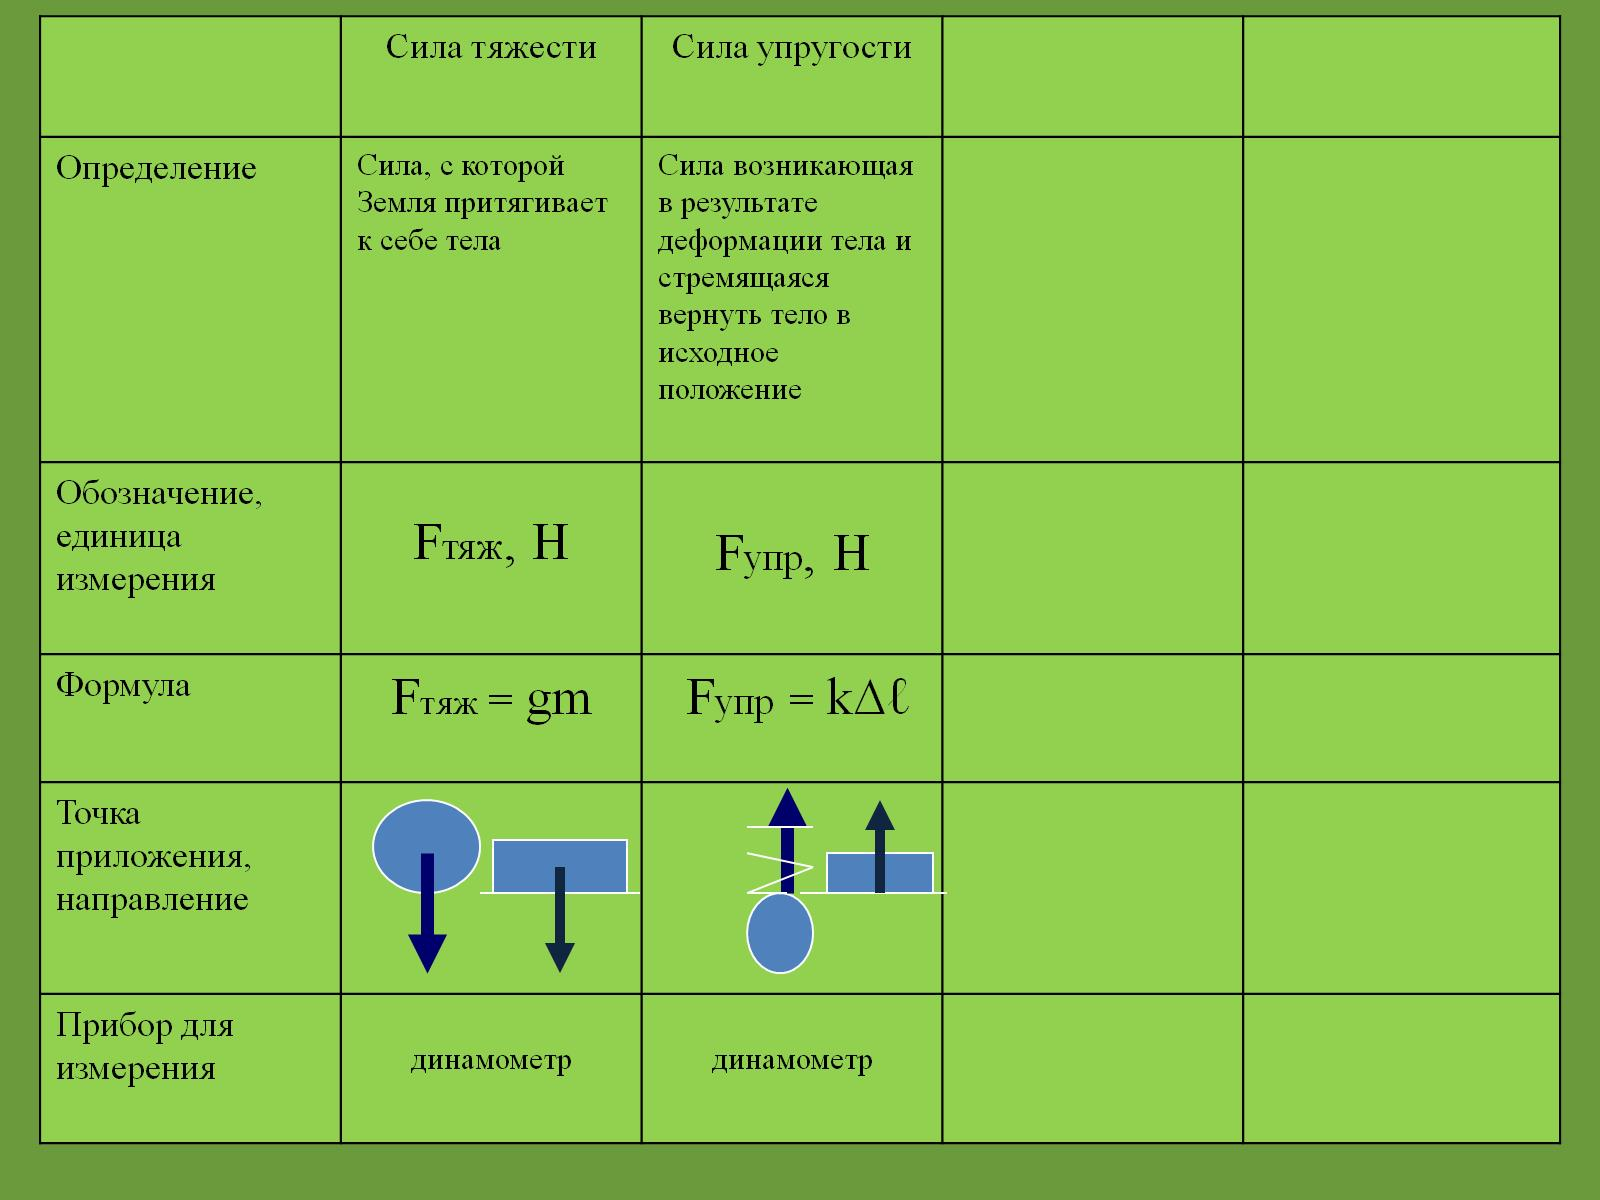 Сила тяжести
Сила упругости
Определение
Сила, с которой
Земля притягивает
к себе тела
Сила возникающая
в результате
деформации тела и
стремящаяся
вернуть тело в
исходное
положение
Обозначение,
единица
измерения
Fтяж, Н
Fупр, Н
Формула
Fтяж = gm
Fупр = k∆ℓ
Точка
приложения,
направление
Прибор для
измерения
динамометр
динамометр